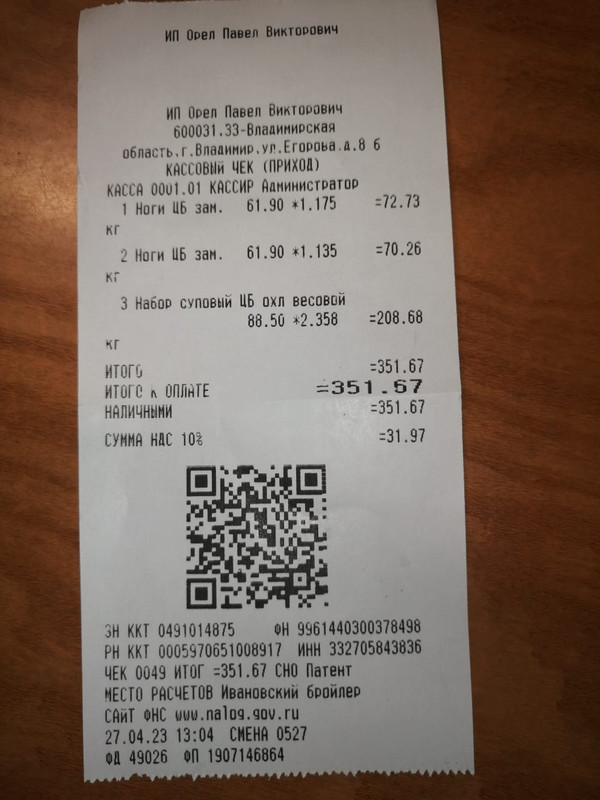 ИП Орел Павел Викторович
ИП Орел Павел Викторович
600031.33-Владимирская
область.г.Владимир.ул.Егорова.д.8 б
КАССОВЫЙ ЧЕК (ПРИХОД)
КАССА 0001.01 КАССИР Администратор
1 Ноги ЦБ зам. 61.90 *1.175 =72.73
кг
2 Ноги ЦБ зам. 61.90 *1.135 =70.26
кг
3 Набор суповый ЦБ охл весовой
88.50 *2.358 =208.68
кг
ИТОГО =351.67
ИТОГО К ОПЛАТЕ =351.67
НАЛИЧНЫМИ =351.67
СУММА НДС 10% =31.97
ЗН ККТ 0491014875 ФН 9961440300378498
РН ККТ 0005970651008917 ИНН 332705843836
ЧЕК 0049 ИТОГ =351.67 СНО Патент
МЕСТО РАСЧЕТОВ Ивановский бройлер
САЙТ ФНС www.nalog.gov.ru
27.04.23 13:04 СМЕНА 0527
ФД 49026 ФП 1907146864